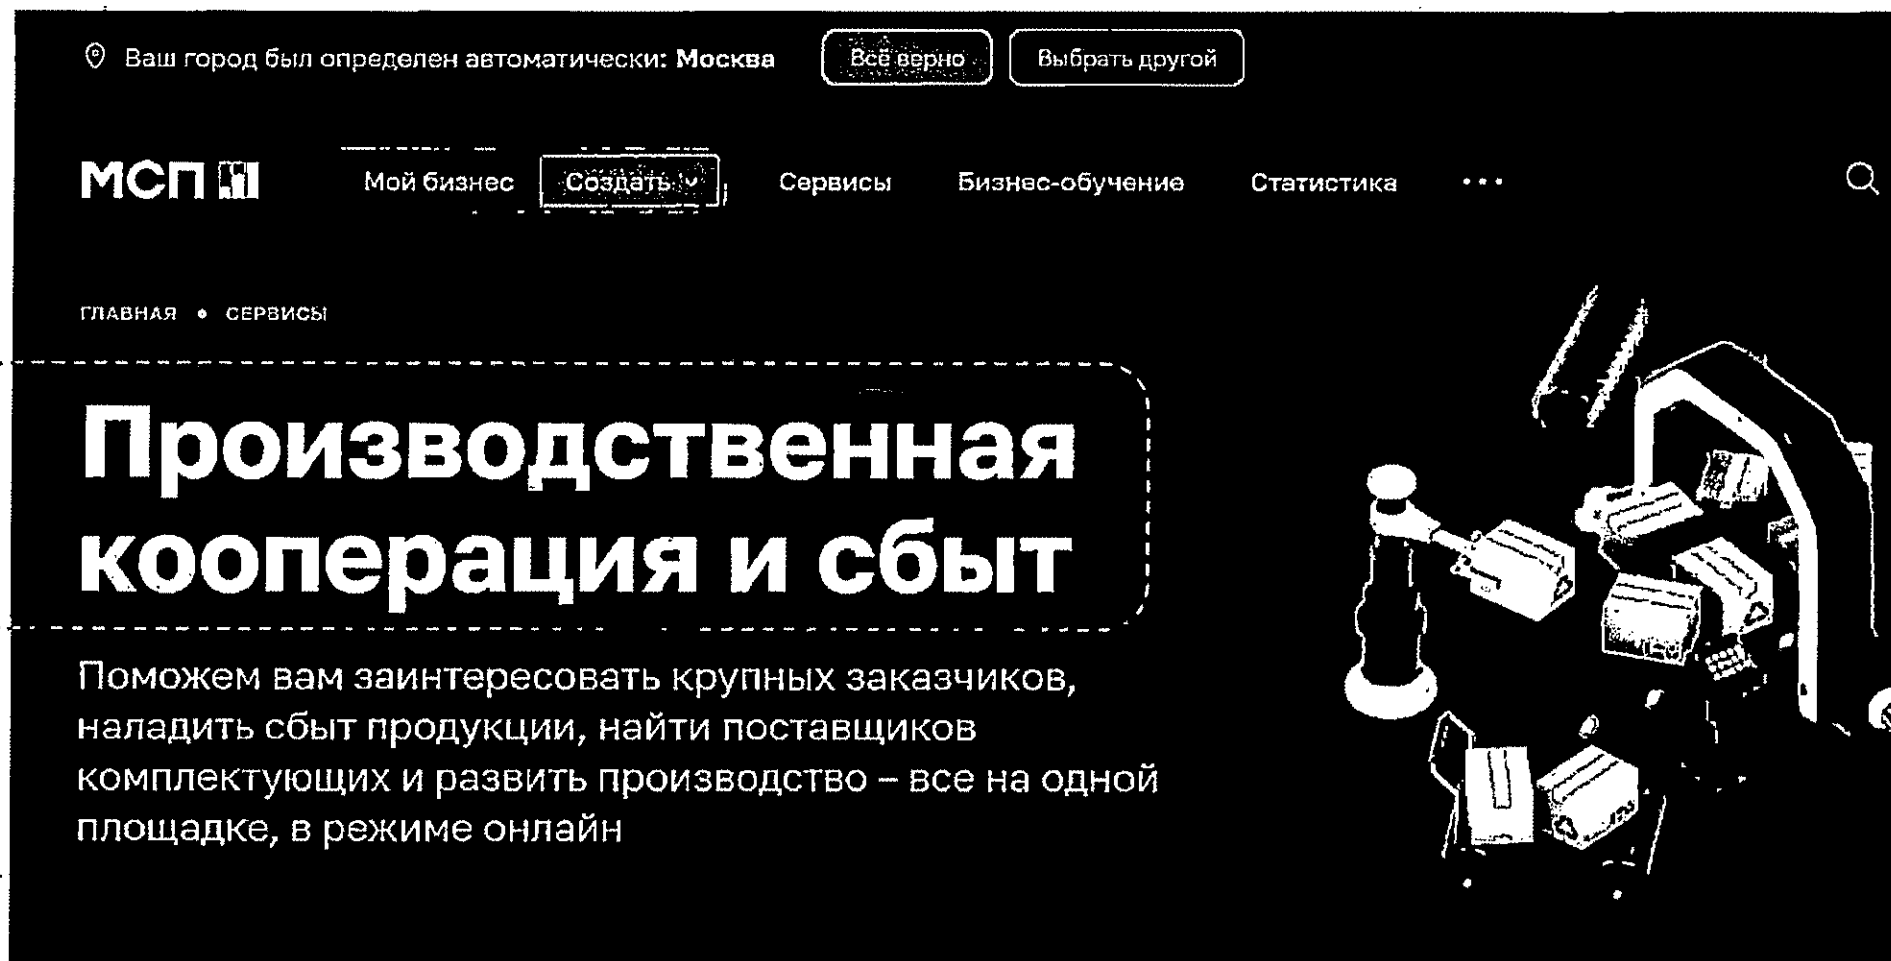 Ваш город был определен автоматически: Москва Всё верно Выбрать другой
МСП Мой бизнес Создать Сервисы Бизнес-обучение Статистика
ГЛАВНАЯ • СЕРВИСЫ
Производственная
кооперация и сбыт
Поможем вам заинтересовать крупных заказчиков,
наладить сбыт продукции, найти поставщиков
комплектующих и развить производство – все на одной
площадке, в режиме онлайн